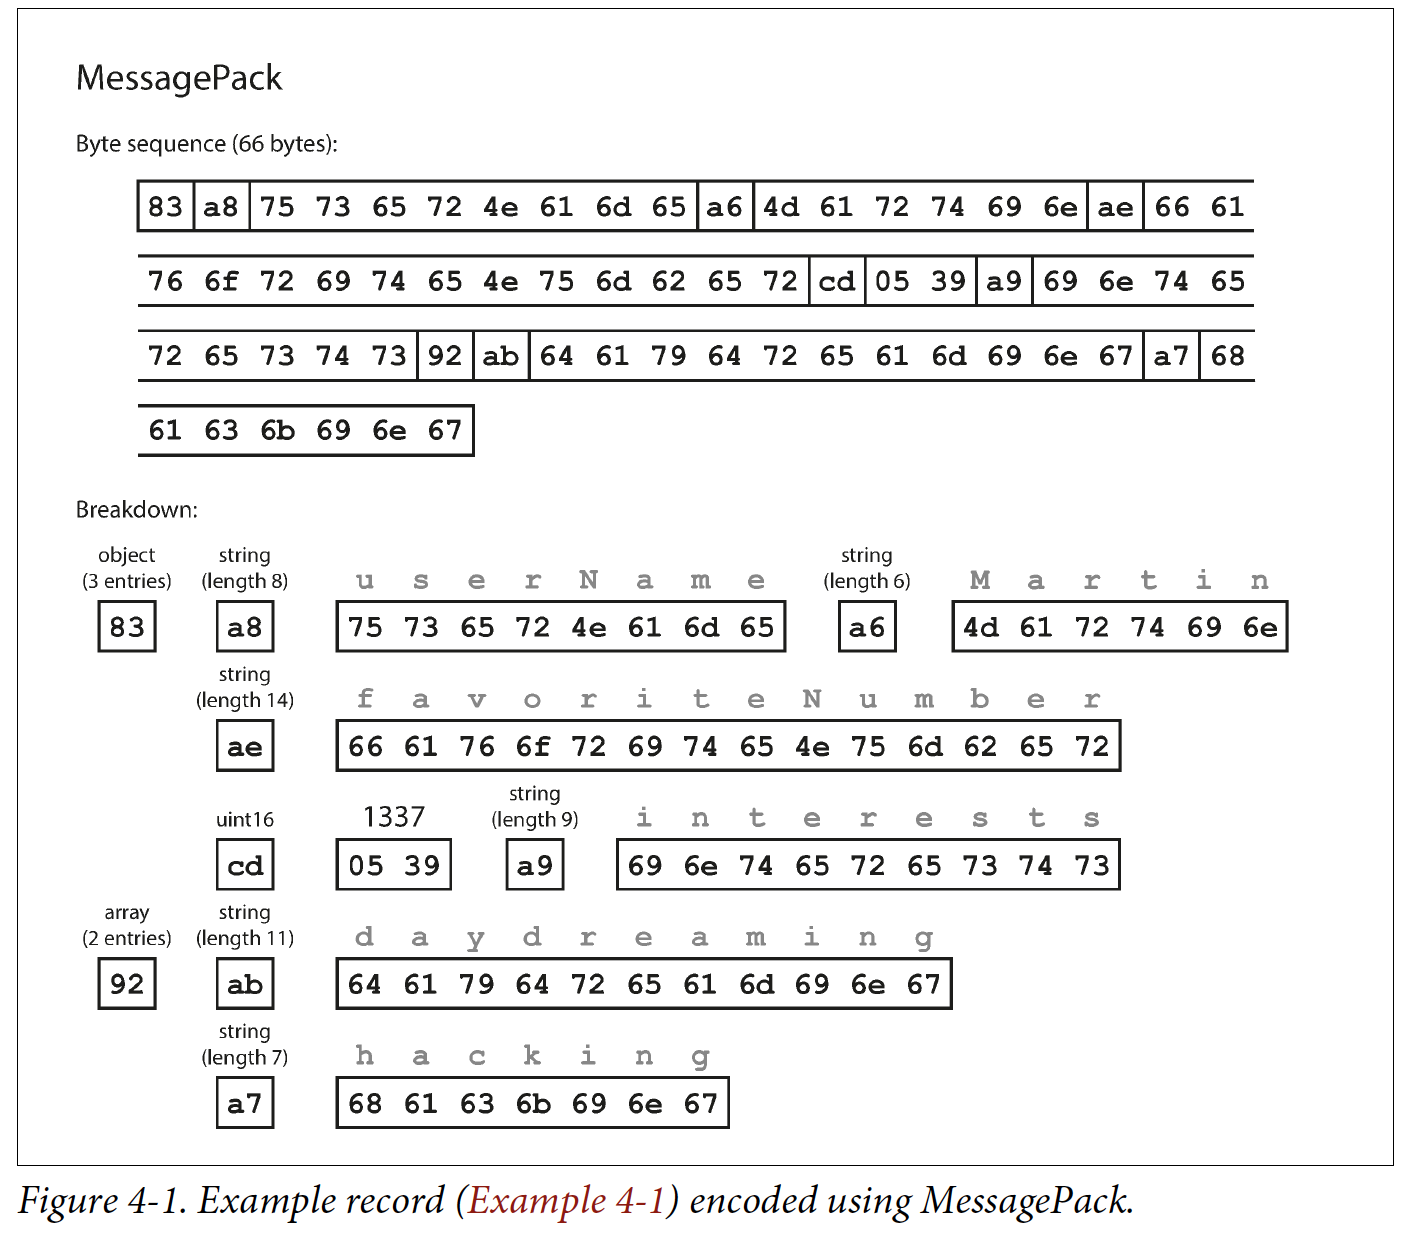 MessagePack
Byte sequence (66 bytes):
83 a8 75 73 65 72 4e 61 6d 65 a6 4d 61 72 74 69 6e ae 66 61
76 6f 72 69 74 65 4e 75 6d 62 65 72 cd 05 39 a9 69 6e 74 65
72 65 73 74 73 92 ab 64 61 79 64 72 65 61 6d 69 6e 67 a7 68
61 63 6b 69 6e 67
Breakdown:
object string string
(3 entries) (length 8) u s e r N a m e (length 6) M a r t i n
83 a8 75 73 65 72 4e 61 6d 65 a6 4d 61 72 74 69 6e
string
(length 14) f a v o r i t e N u m b e r
ae 66 61 76 6f 72 69 74 65 4e 75 6d 62 65 72
string
uint16 1337 (length 9) i n t e r e s t s
cd 05 39 a9 69 6e 74 65 72 65 73 74 73
array string
(2 entries) (length 11) d a y d r e a m i n g
92 ab 64 61 79 64 72 65 61 6d 69 6e 67
string
(length 7) h a c k i n g
a7 68 61 63 6b 69 6e 67
Figure 4-1. Example record (Example 4-1) encoded using MessagePack.